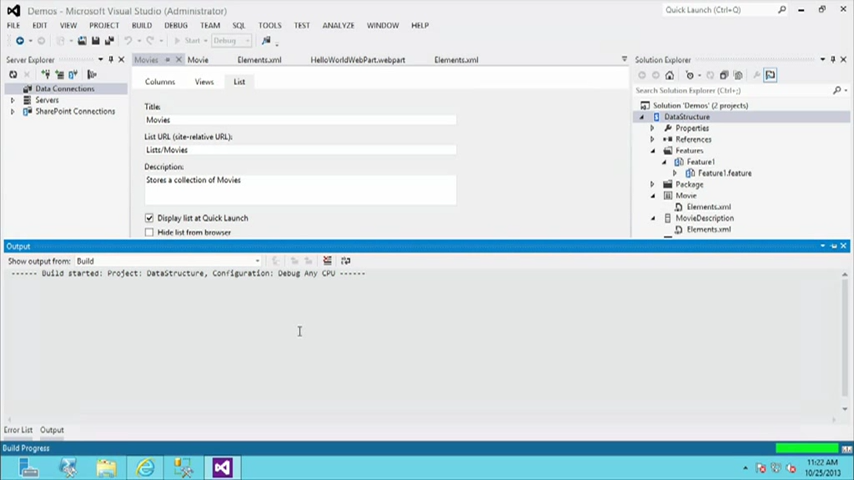 Demos - Microsoft Visual Studio (Administrator)
Quick Launch (Ctrl+Q)
FILE EDIT VIEW PROJECT BUILD DEBUG TEAM SQL TOOLS TEST ANALYZE WINDOW HELP
Start Debug
Server Explorer
Movies Movie Elements.xml HelloWorldWebPart.webpart Elements.xml
Solution Explorer
Columns Views List
Data Connections
Servers
SharePoint Connections
Title:
Movies
List URL (site-relative URL):
Lists/Movies
Description:
Stores a collection of Movies
Display list at Quick Launch
Hide list from browser
Search Solution Explorer (Ctrl+;)
Solution 'Demos' (2 projects)
DataStructure
Properties
References
Features
Feature1
Feature1.feature
Package
Movie
Elements.xml
MovieDescription
Elements.xml
Output
Show output from: Build
------ Build started: Project: DataStructure, Configuration: Debug Any CPU ------
Error List Output
Build Progress
11:22 AM
10/25/2013